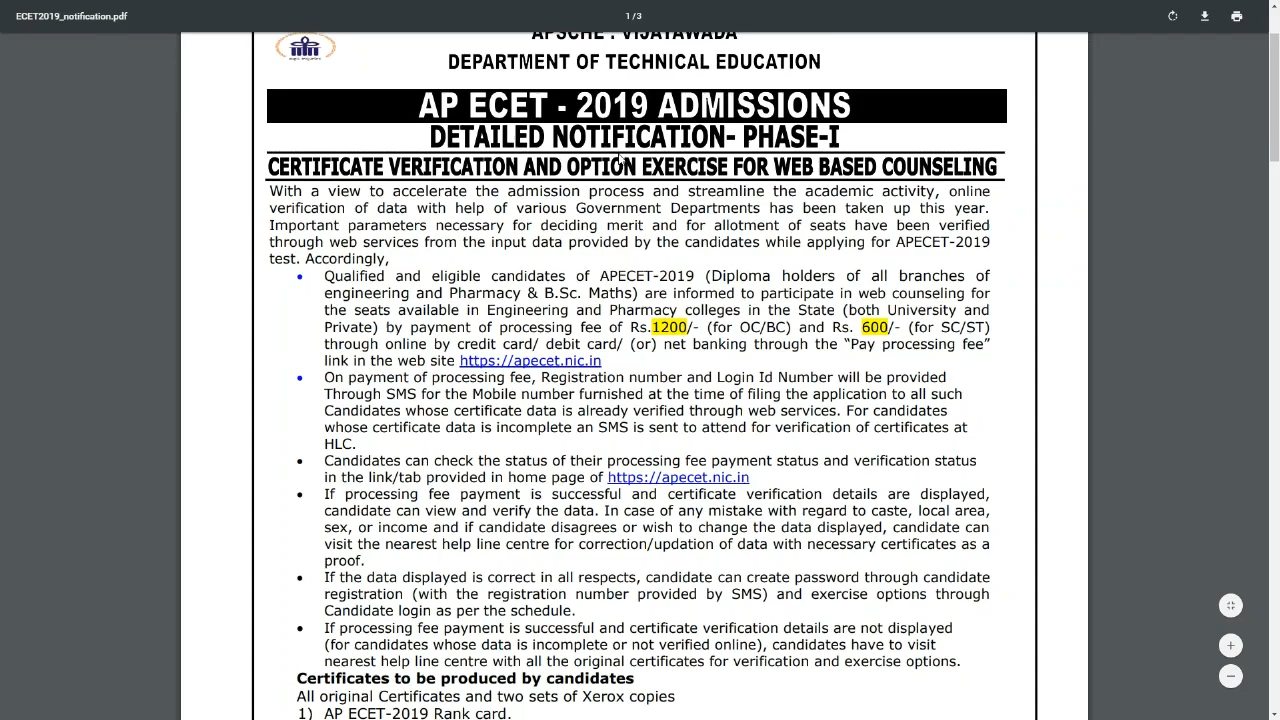 ECET2019_notification.pdf
1 / 3
APSCHE : VIJAYAWADA
DEPARTMENT OF TECHNICAL EDUCATION
AP ECET - 2019 ADMISSIONS
DETAILED NOTIFICATION- PHASE-I
CERTIFICATE VERIFICATION AND OPTION EXERCISE FOR WEB BASED COUNSELING
With a view to accelerate the admission process and streamline the academic activity, online
verification of data with help of various Government Departments has been taken up this year.
Important parameters necessary for deciding merit and for allotment of seats have been verified
through web services from the input data provided by the candidates while applying for APECET-2019
test. Accordingly,
• Qualified and eligible candidates of APECET-2019 (Diploma holders of all branches of
engineering and Pharmacy & B.Sc. Maths) are informed to participate in web counseling for
the seats available in Engineering and Pharmacy colleges in the State (both University and
Private) by payment of processing fee of Rs.1200/- (for OC/BC) and Rs. 600/- (for SC/ST)
through online by credit card/ debit card/ (or) net banking through the “Pay processing fee”
link in the web site https://apecet.nic.in
• On payment of processing fee, Registration number and Login Id Number will be provided
Through SMS for the Mobile number furnished at the time of filing the application to all such
Candidates whose certificate data is already verified through web services. For candidates
whose certificate data is incomplete an SMS is sent to attend for verification of certificates at
HLC.
• Candidates can check the status of their processing fee payment status and verification status
in the link/tab provided in home page of https://apecet.nic.in
• If processing fee payment is successful and certificate verification details are displayed,
candidate can view and verify the data. In case of any mistake with regard to caste, local area,
sex, or income and if candidate disagrees or wish to change the data displayed, candidate can
visit the nearest help line centre for correction/updation of data with necessary certificates as a
proof.
• If the data displayed is correct in all respects, candidate can create password through candidate
registration (with the registration number provided by SMS) and exercise options through
Candidate login as per the schedule.
• If processing fee payment is successful and certificate verification details are not displayed
(for candidates whose data is incomplete or not verified online), candidates have to visit
nearest help line centre with all the original certificates for verification and exercise options.
Certificates to be produced by candidates
All original Certificates and two sets of Xerox copies
1) AP ECET-2019 Rank card.